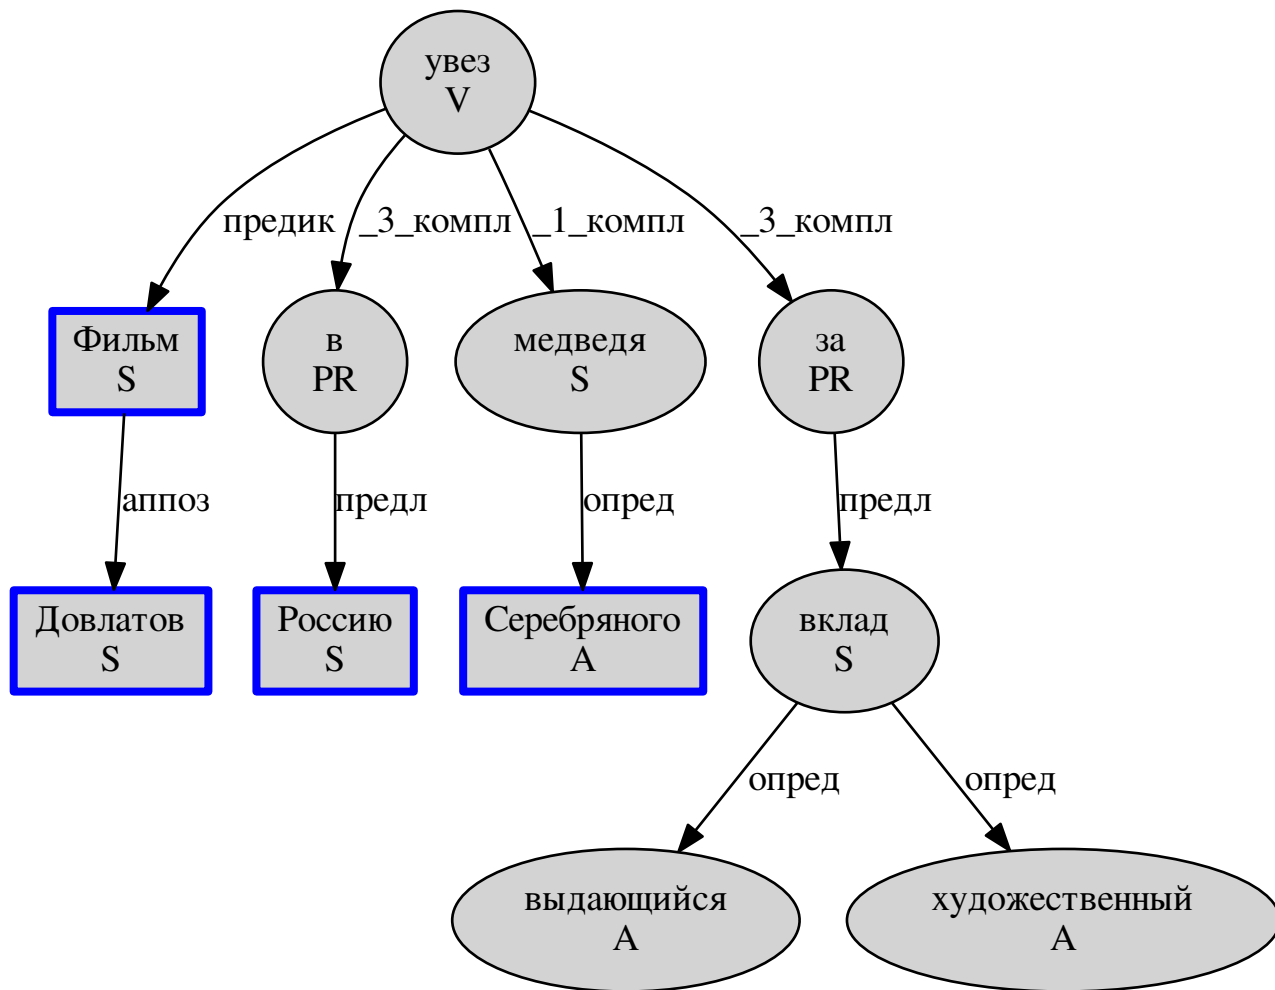 увез
V
предик
_3_компл
_1_компл
_3_компл
Фильм
S
в
PR
медведя
S
за
PR
аппоз
предл
опред
предл
Довлатов
S
Россию
S
Серебряного
A
вклад
S
опред
опред
выдающийся
A
художественный
A